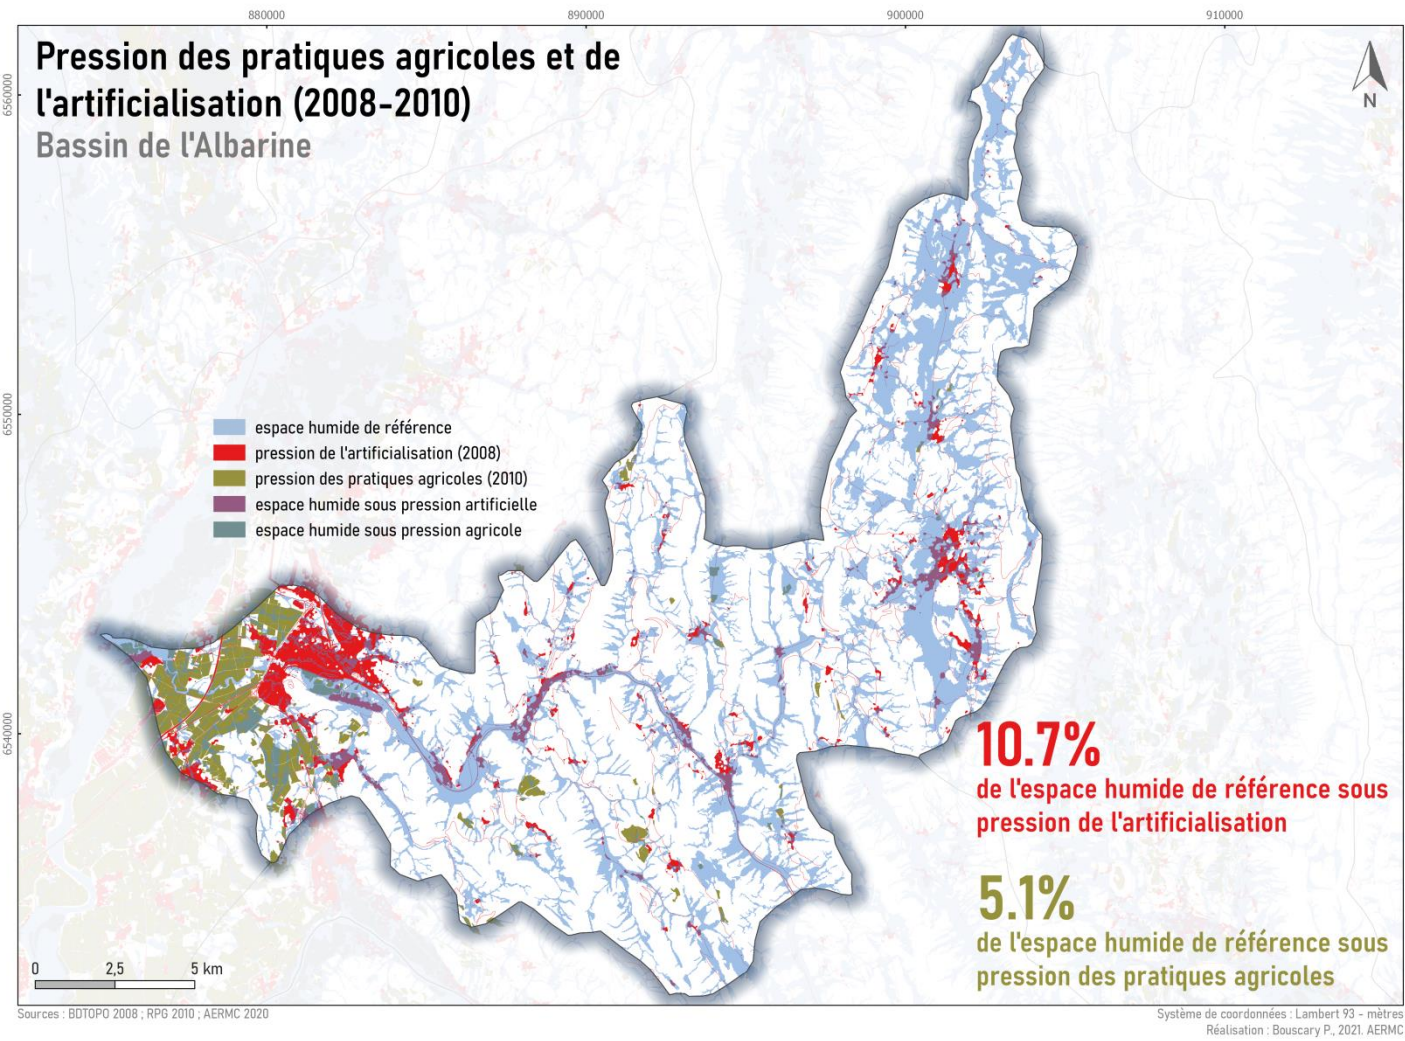 880000
890000
900000
910000
Pression des pratiques agricoles et de
l'artificialisation (2008-2010)
Bassin de l'Albarine
N
6560000
6550000
6540000
espace humide de référence
pression de l'artificialisation (2008)
pression des pratiques agricoles (2010)
espace humide sous pression artificielle
espace humide sous pression agricole
10.7%
de l'espace humide de référence sous
pression de l'artificialisation
5.1%
de l'espace humide de référence sous
pression des pratiques agricoles
0 2,5 5 km
Sources : BDTOPO 2008 ; RPG 2010 ; AERMC 2020
Système de coordonnées : Lambert 93 - mètres
Réalisation : Bouscary P., 2021. AERMC